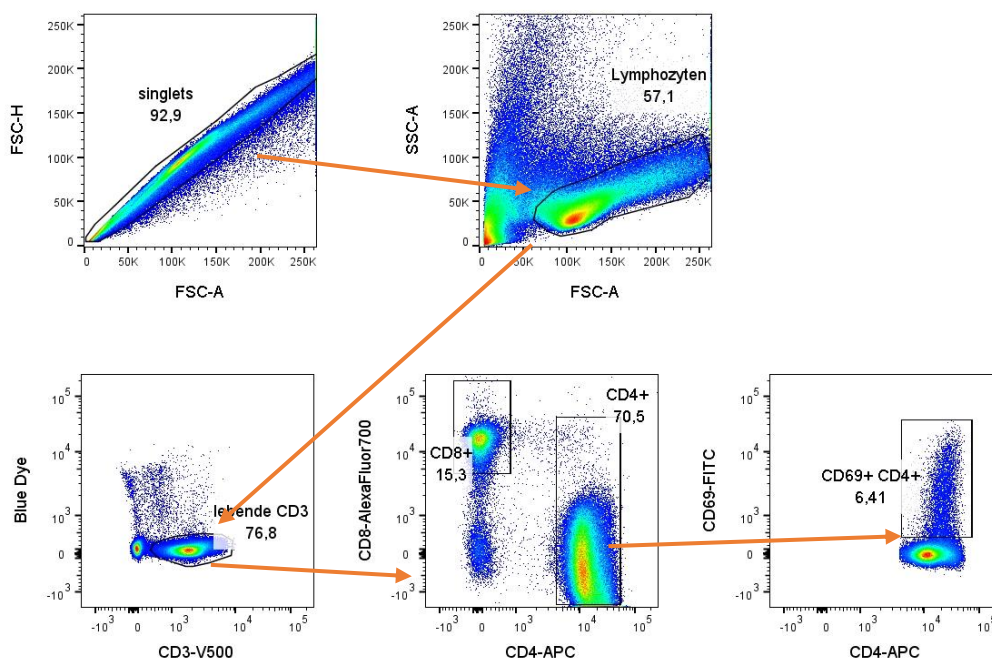 250K
200K
150K
100K
50K
0
FSC-H
singlets
92,9
0
50K
100K
150K
200K
250K
FSC-A
250K
200K
150K
100K
50K
0
SSC-A
Lymphozyten
57,1
0
50K
100K
150K
200K
250K
FSC-A
10^5
10^4
10^3
0
-10^3
Blue Dye
lebende CD3
76,8
-10^3
0
10^3
10^4
10^5
CD3-V500
10^5
10^4
10^3
0
-10^3
CD8-AlexaFluor700
CD4+
70,5
CD8+
15,3
-10^3
0
10^3
10^4
10^5
CD4-APC
10^5
10^4
10^3
0
-10^3
CD69-FITC
CD69+ CD4+
6,41
-10^3
0
10^3
10^4
10^5
CD4-APC